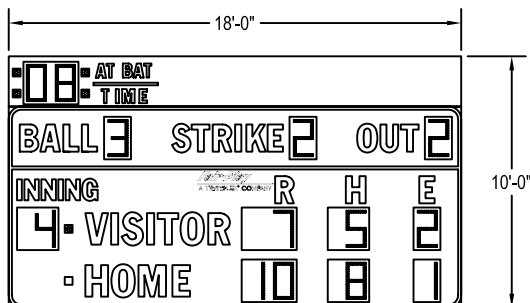 18'-0"
08 AT BAT
TIME
BALL 3 STRIKE 2 OUT 2
10'-0"
INNING R H E
4 VISITOR 7 5 2
HOME 10 8 1